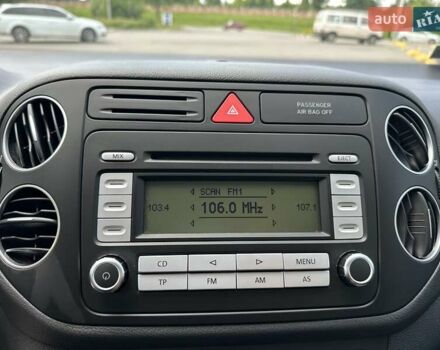 auto RIA
PASSENGER
AIR BAG OFF
MIX
EJECT
SCAN FM1
103.4 106.0 MHz 107.1
CD ◁ ▷ MENU
TP FM AM AS